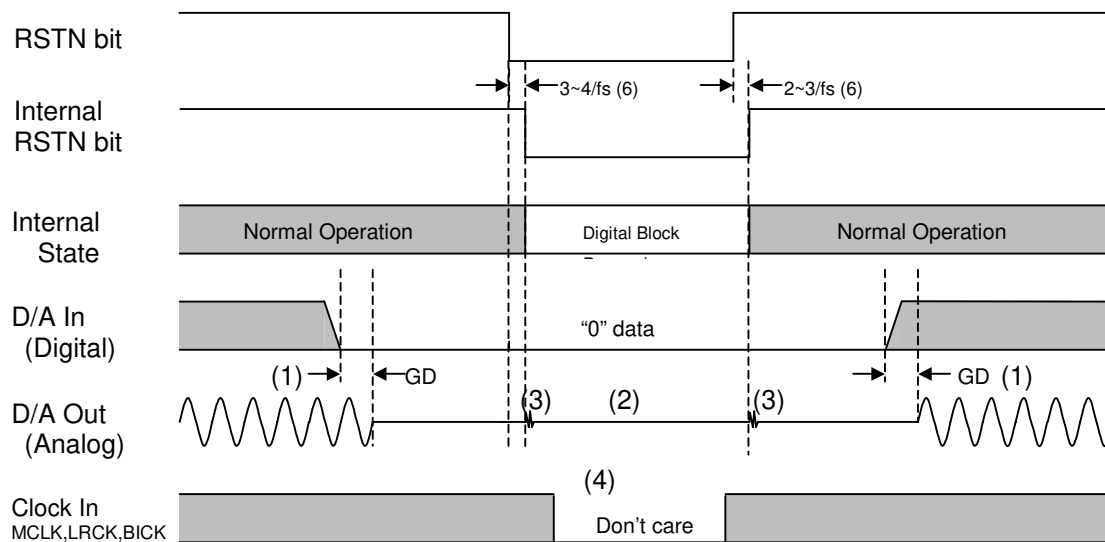 RSTN bit
3~4/fs (6)
2~3/fs (6)
Internal
RSTN bit
Internal
State
Normal Operation
Digital Block
Normal Operation
D/A In
(Digital)
“0” data
(1)
GD
GD
(1)
D/A Out
(Analog)
(3)
(2)
(3)
(4)
Clock In
MCLK,LRCK,BICK
Don’t care